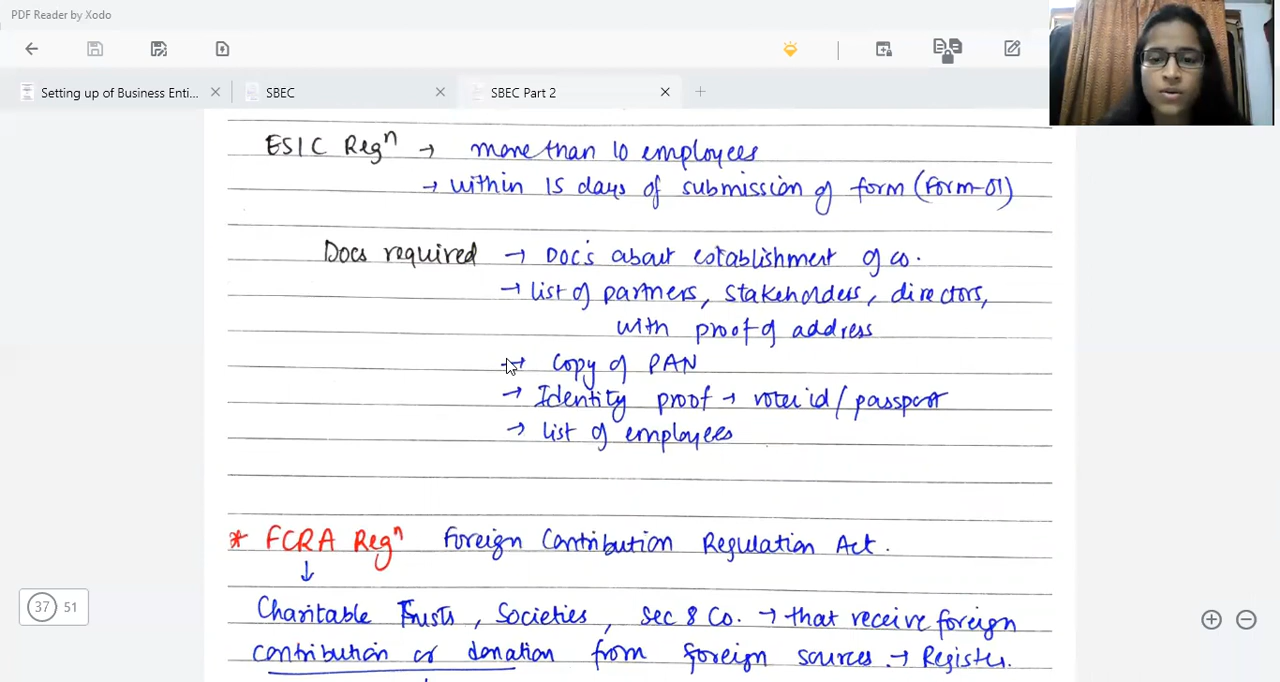 PDF Reader by Xodo
Setting up of Business Enti...
SBEC
SBEC Part 2
ESIC Regn → more than 10 employees
→ within 15 days of submission of form (Form-01)
Docs required → Doc's about establishment of co.
→ list of partners, stakeholders, directors,
with proof of address
→ copy of PAN
→ Identity proof → voter id / passport
→ list of employees
* FCRA Regn Foreign Contribution Regulation Act.
↓
Charitable Trusts, Societies, Sec 8 Co. → that receive foreign
contribution or donation from foreign sources → Register.
37 51